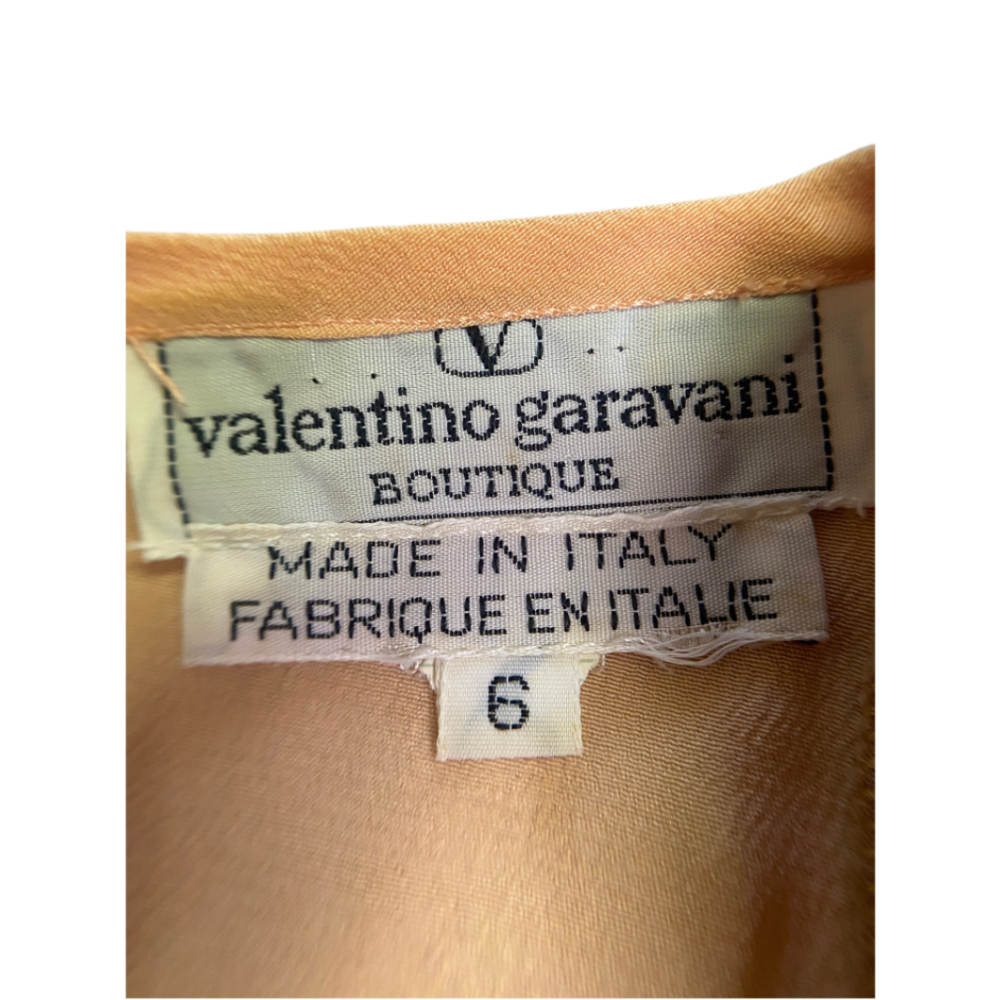 V
valentino garavani
BOUTIQUE
MADE IN ITALY
FABRIQUE EN ITALIE
6